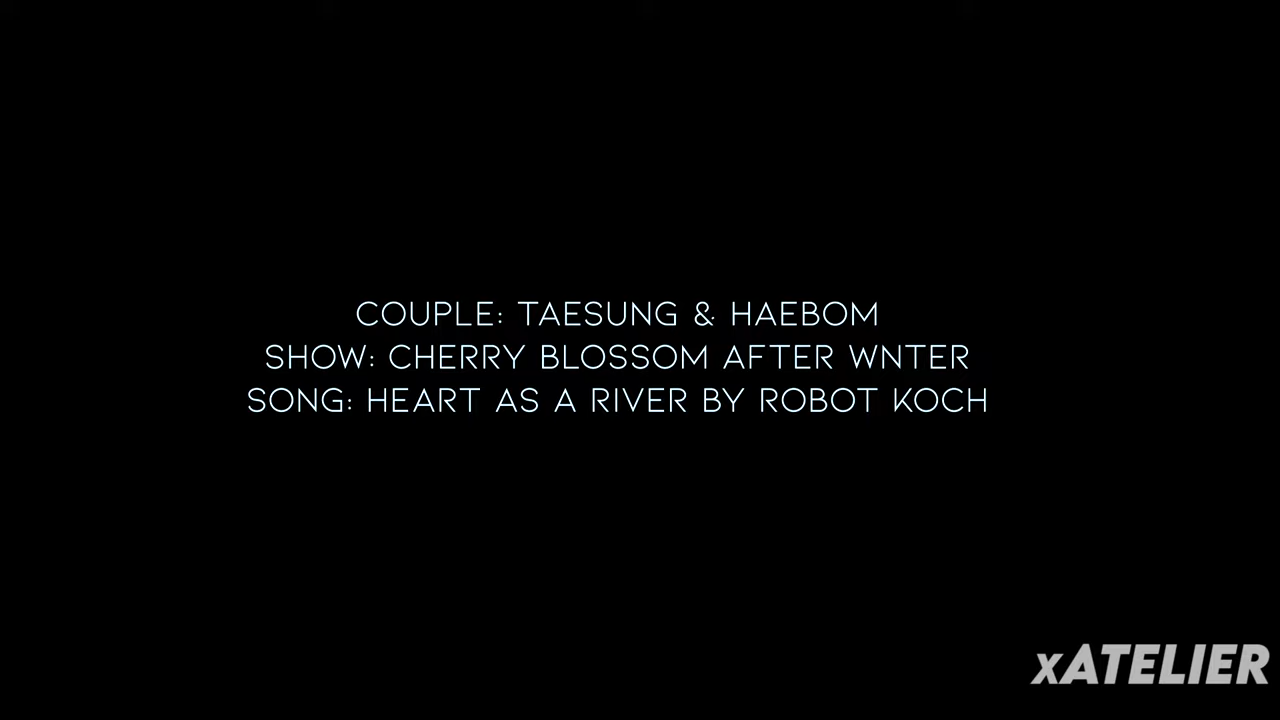 COUPLE: TAESUNG & HAEBOM
SHOW: CHERRY BLOSSOM AFTER WNTER
SONG: HEART AS A RIVER BY ROBOT KOCH
xATELIER